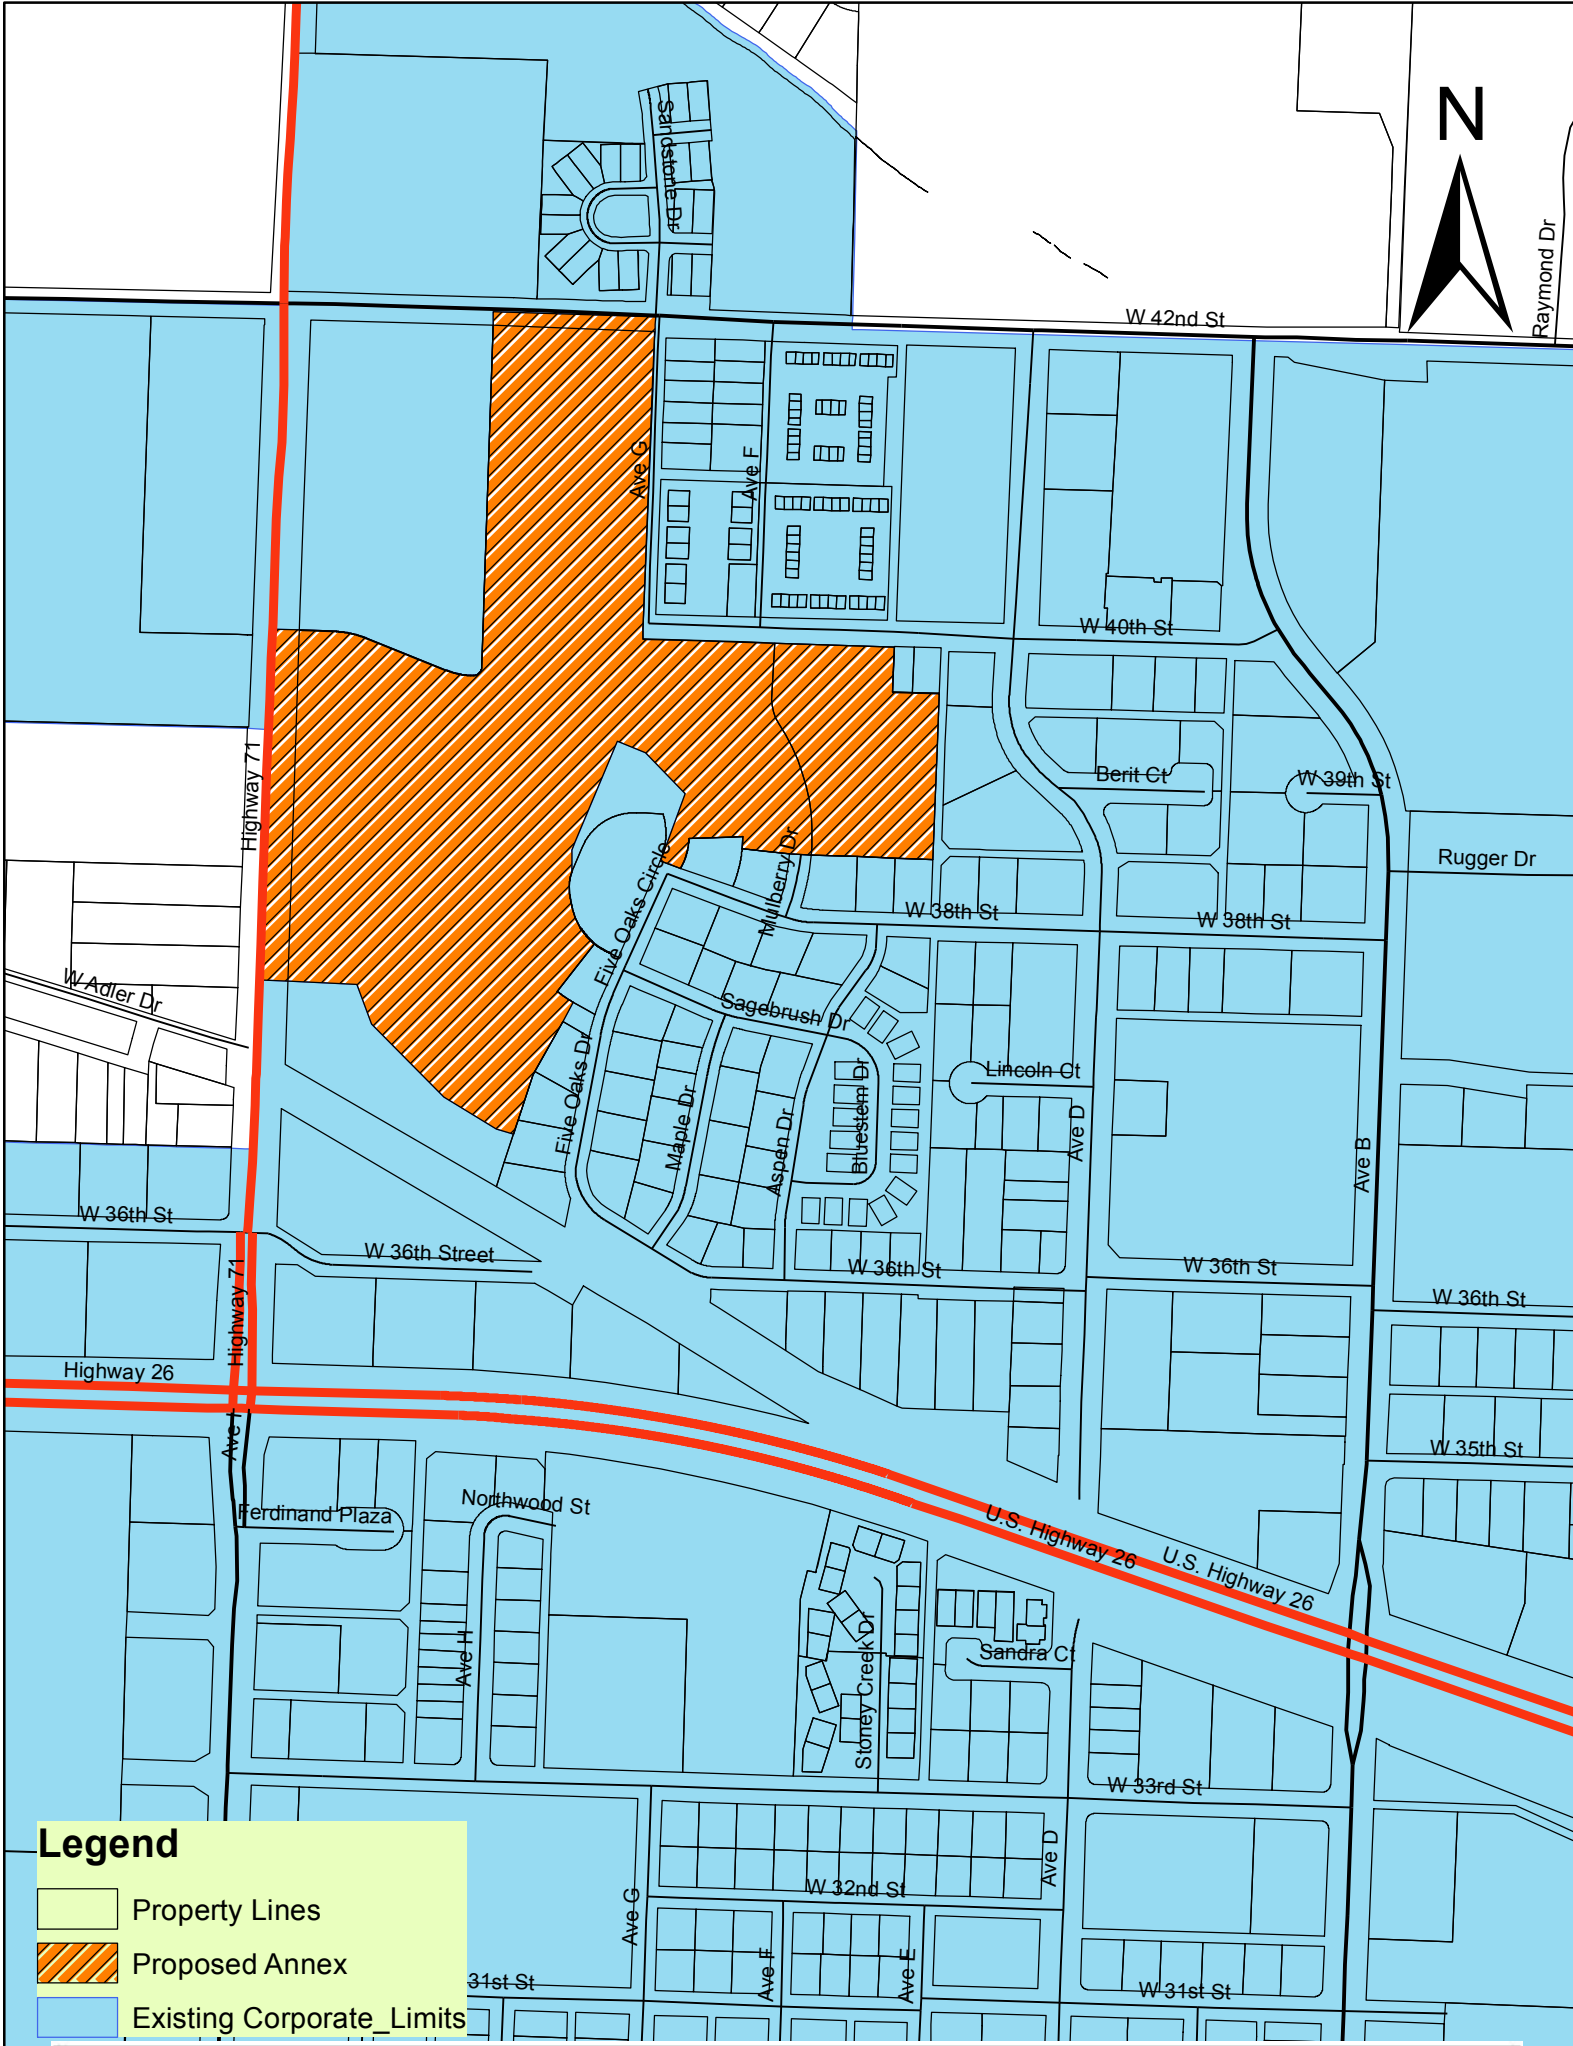 N
Sandstone Dr
Raymond Dr
W 42nd St
Ave G
Ave F
W 40th St
Highway 71
Berit Ct
W 39th St
Rugger Dr
Mulberry Dr
Five Oaks Circle
W 38th St
W 38th St
W Adler Dr
Sagebrush Dr
Five Oaks Dr
Maple Dr
Aspen Dr
Bluestem Dr
Lincoln Ct
Ave D
Ave B
W 36th St
W 36th Street
W 36th St
W 36th St
W 36th St
Highway 71
Highway 26
Ave I
W 35th St
Ferdinand Plaza
Northwood St
U.S. Highway 26
U.S. Highway 26
Ave H
Stoney Creek Dr
Sandra Ct
W 33rd St
Ave D
W 32nd St
Ave G
Ave F
Ave E
31st St
W 31st St
Legend
Property Lines
Proposed Annex
Existing Corporate_Limits